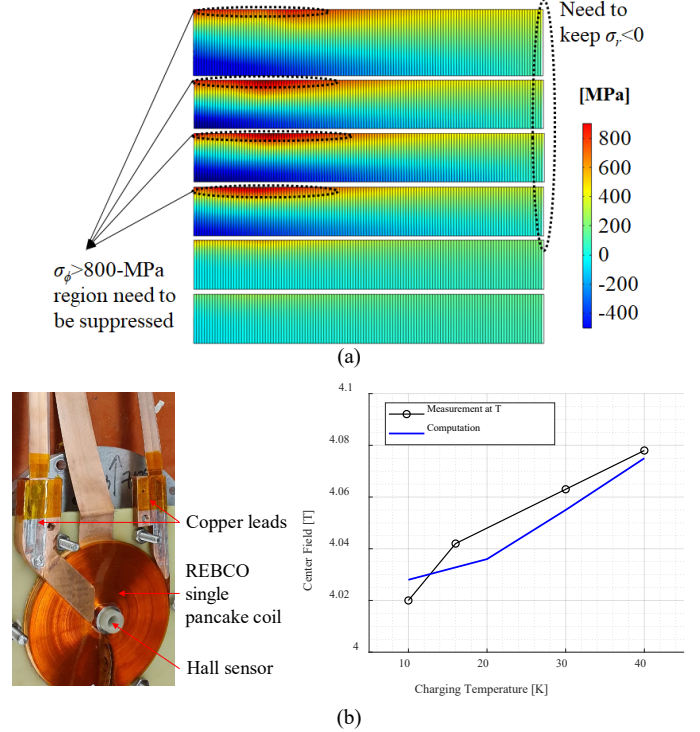 (a)
Need to
keep σr<0
[MPa]
800
600
400
200
0
-200
-400
σϕ>800-MPa
region need to
be suppressed
(a)
Copper leads
REBCO
single
pancake coil
Hall sensor
4.1
4.08
4.06
4.04
4.02
4
Center Field [T]
Measurement at T
Computation
10
20
30
40
Charging Temperature [K]
(b)